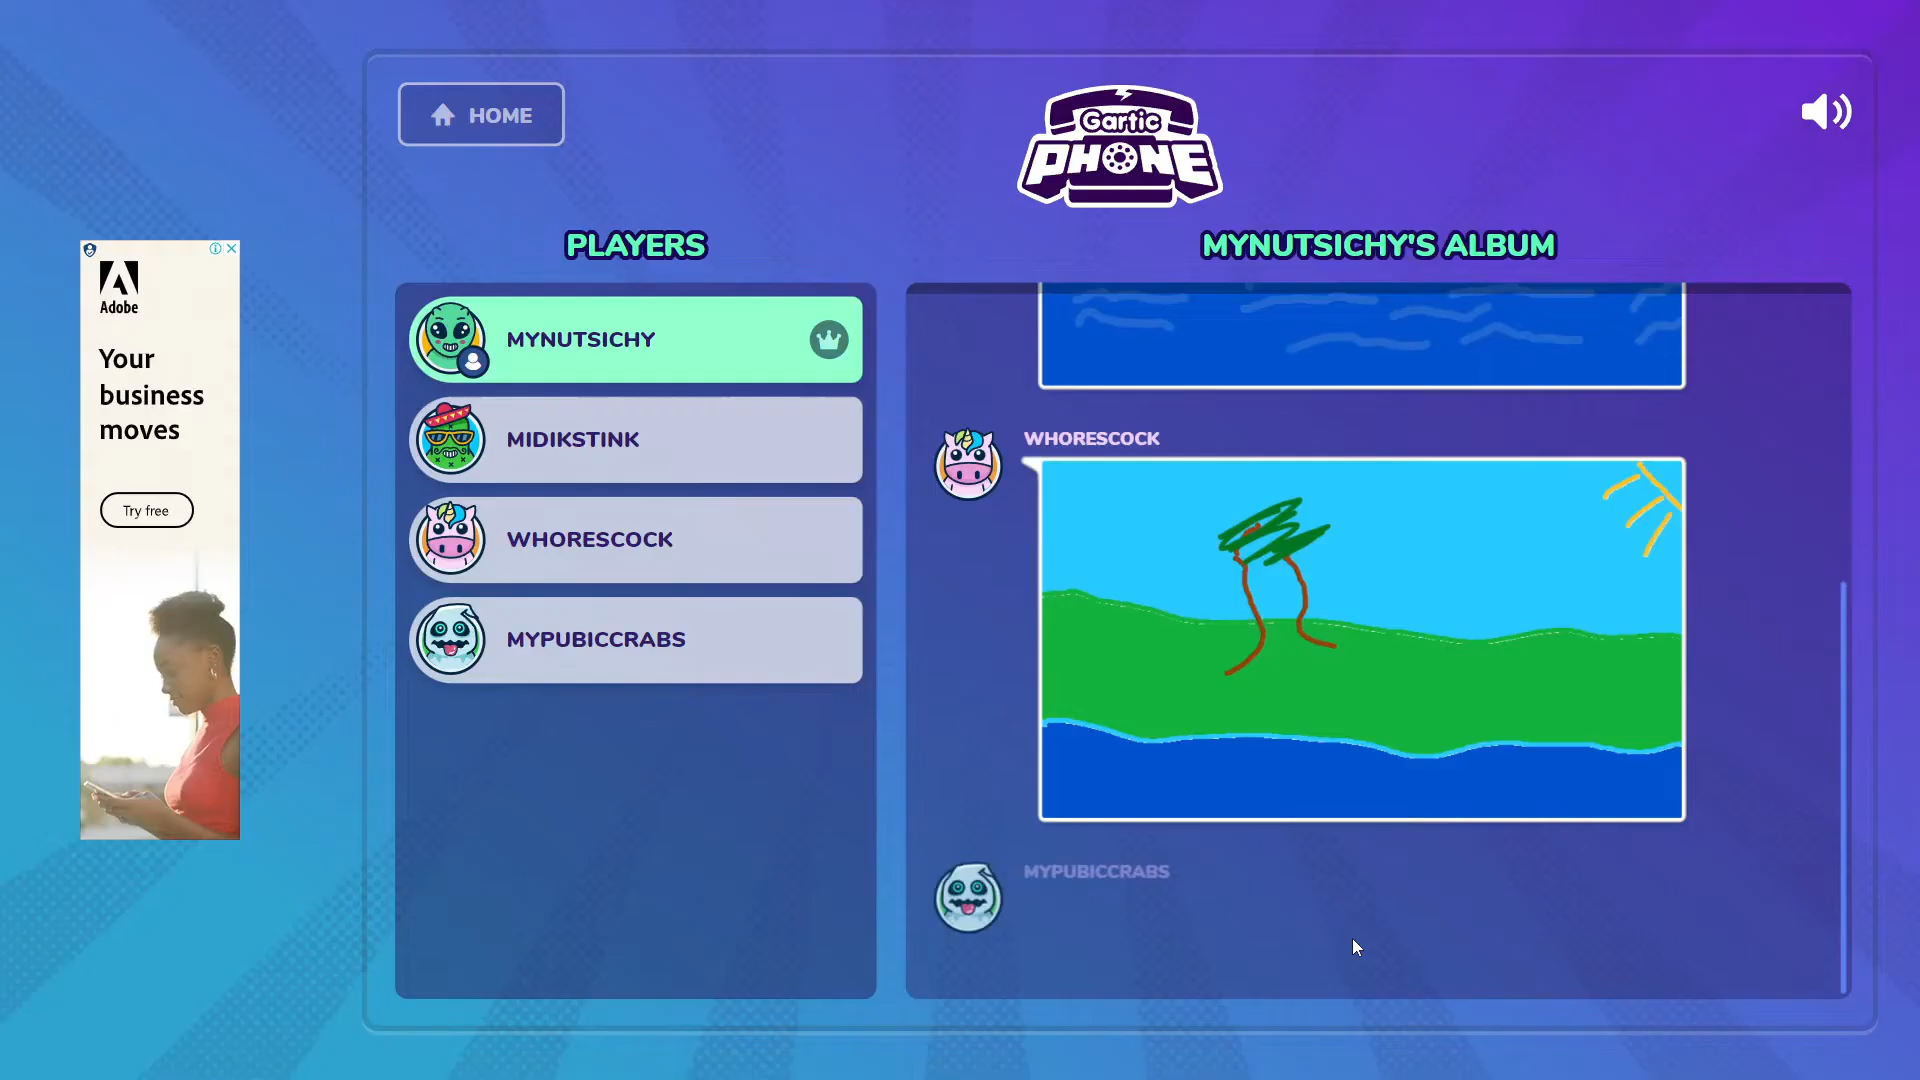 HOME
Gartic
PHONE
PLAYERS
MYNUTSICHY'S ALBUM
Adobe
Your
business
moves
Try free
MYNUTSICHY
MIDIKSTINK
WHORESCOCK
MYPUBICCRABS
WHORESCOCK
MYPUBICCRABS